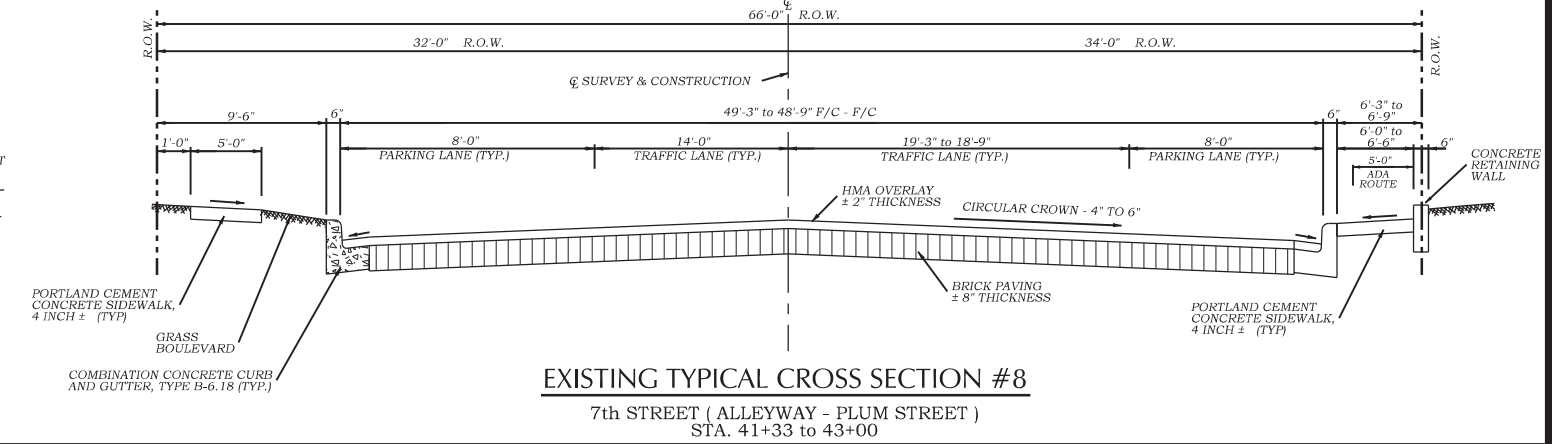 ℄
66'-0" R.O.W.
R.O.W.
R.O.W.
32'-0" R.O.W.
34'-0" R.O.W.
℄ SURVEY & CONSTRUCTION
9'-6"
6"
49'-3" to 48'-9" F/C - F/C
6"
6'-3" to
6'-9"
1'-0"
5'-0"
8'-0"
14'-0"
19'-3" to 18'-9"
8'-0"
6'-0" to
6'-6"
6"
PARKING LANE (TYP.)
TRAFFIC LANE (TYP.)
TRAFFIC LANE (TYP.)
PARKING LANE (TYP.)
5'-0"
ADA
ROUTE
CONCRETE
RETAINING
WALL
HMA OVERLAY
± 2" THICKNESS
CIRCULAR CROWN - 4" TO 6"
BRICK PAVING
± 8" THICKNESS
PORTLAND CEMENT
CONCRETE SIDEWALK,
4 INCH ± (TYP)
PORTLAND CEMENT
CONCRETE SIDEWALK,
4 INCH ± (TYP)
GRASS
BOULEVARD
COMBINATION CONCRETE CURB
AND GUTTER, TYPE B-6.18 (TYP.)
EXISTING TYPICAL CROSS SECTION #8
7th STREET ( ALLEYWAY - PLUM STREET )
STA. 41+33 to 43+00